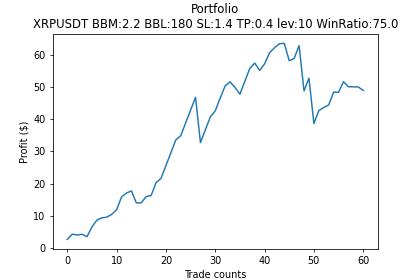 Portfolio
XRPUSDT BBM:2.2 BBL:180 SL:1.4 TP:0.4 lev:10 WinRatio:75.0
60
50
40
30
20
10
0
Profit ($)
0 10 20 30 40 50 60
Trade counts